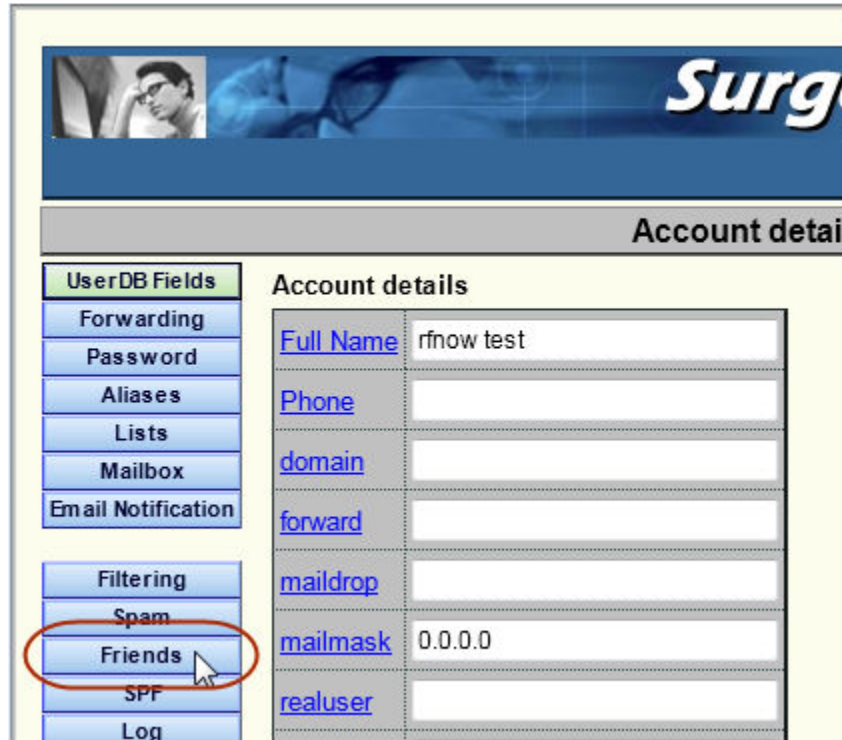 Surg
Account detai
UserDB Fields
Forwarding
Password
Aliases
Lists
Mailbox
Email Notification
Filtering
Spam
Friends
SPF
Log
Account details
Full Name rfnow test
Phone
domain
forward
maildrop
mailmask 0.0.0.0
realuser